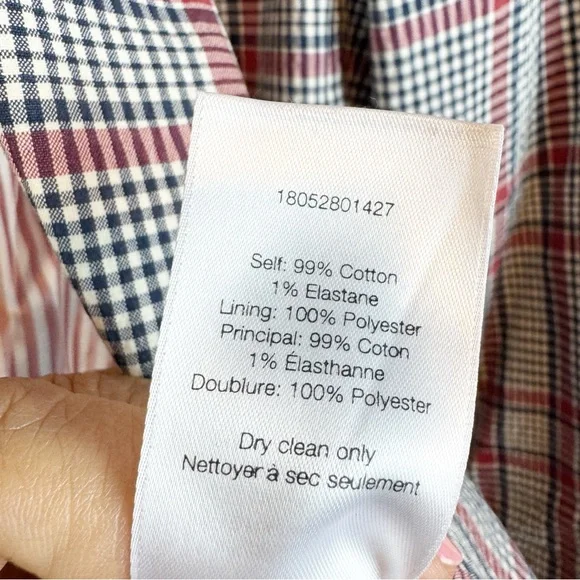 18052801427
Self: 99% Cotton
1% Elastane
Lining: 100% Polyester
Principal: 99% Coton
1% Élasthanne
Doublure: 100% Polyester
Dry clean only
Nettoyer à sec seulement